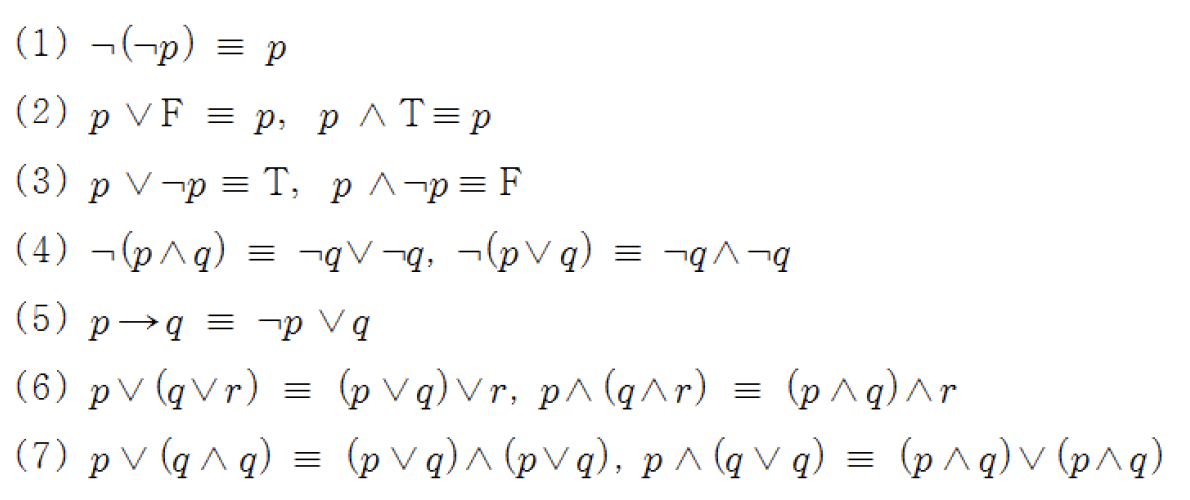 (1) ¬(¬p) ≡ p
(2) p ∨ F ≡ p, p ∧ T ≡ p
(3) p ∨ ¬p ≡ T, p ∧ ¬p ≡ F
(4) ¬(p ∧ q) ≡ ¬q ∨ ¬q, ¬(p ∨ q) ≡ ¬q ∧ ¬q
(5) p → q ≡ ¬p ∨ q
(6) p ∨ (q ∨ r) ≡ (p ∨ q) ∨ r, p ∧ (q ∧ r) ≡ (p ∧ q) ∧ r
(7) p ∨ (q ∧ q) ≡ (p ∨ q) ∧ (p ∨ q), p ∧ (q ∨ q) ≡ (p ∧ q) ∨ (p ∧ q)